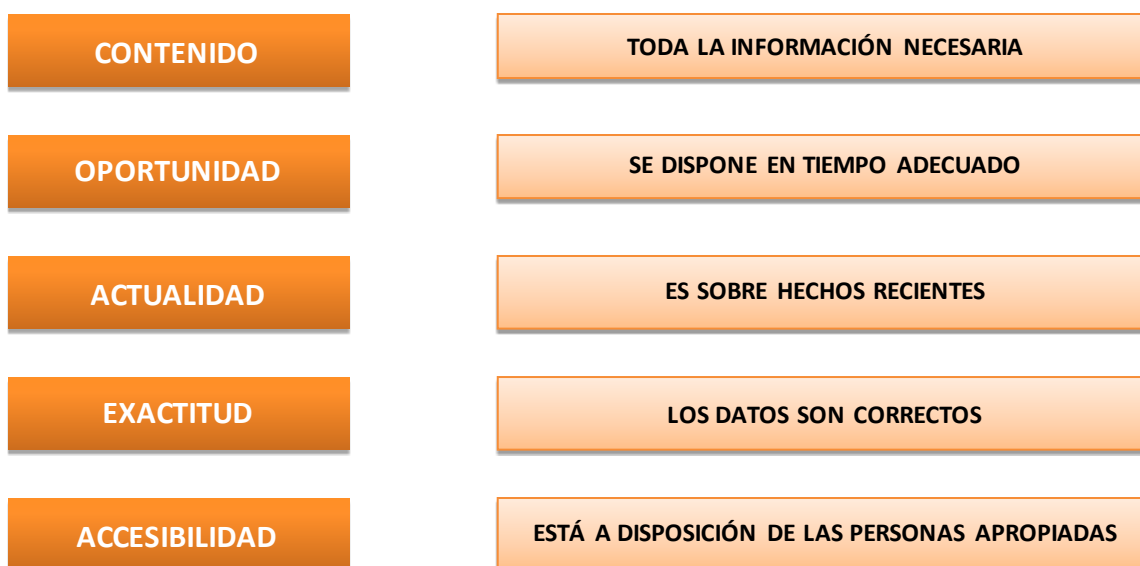 CONTENIDO
TODA LA INFORMACIÓN NECESARIA
OPORTUNIDAD
SE DISPONE EN TIEMPO ADECUADO
ACTUALIDAD
ES SOBRE HECHOS RECIENTES
EXACTITUD
LOS DATOS SON CORRECTOS
ACCESIBILIDAD
ESTÁ A DISPOSICIÓN DE LAS PERSONAS APROPIADAS